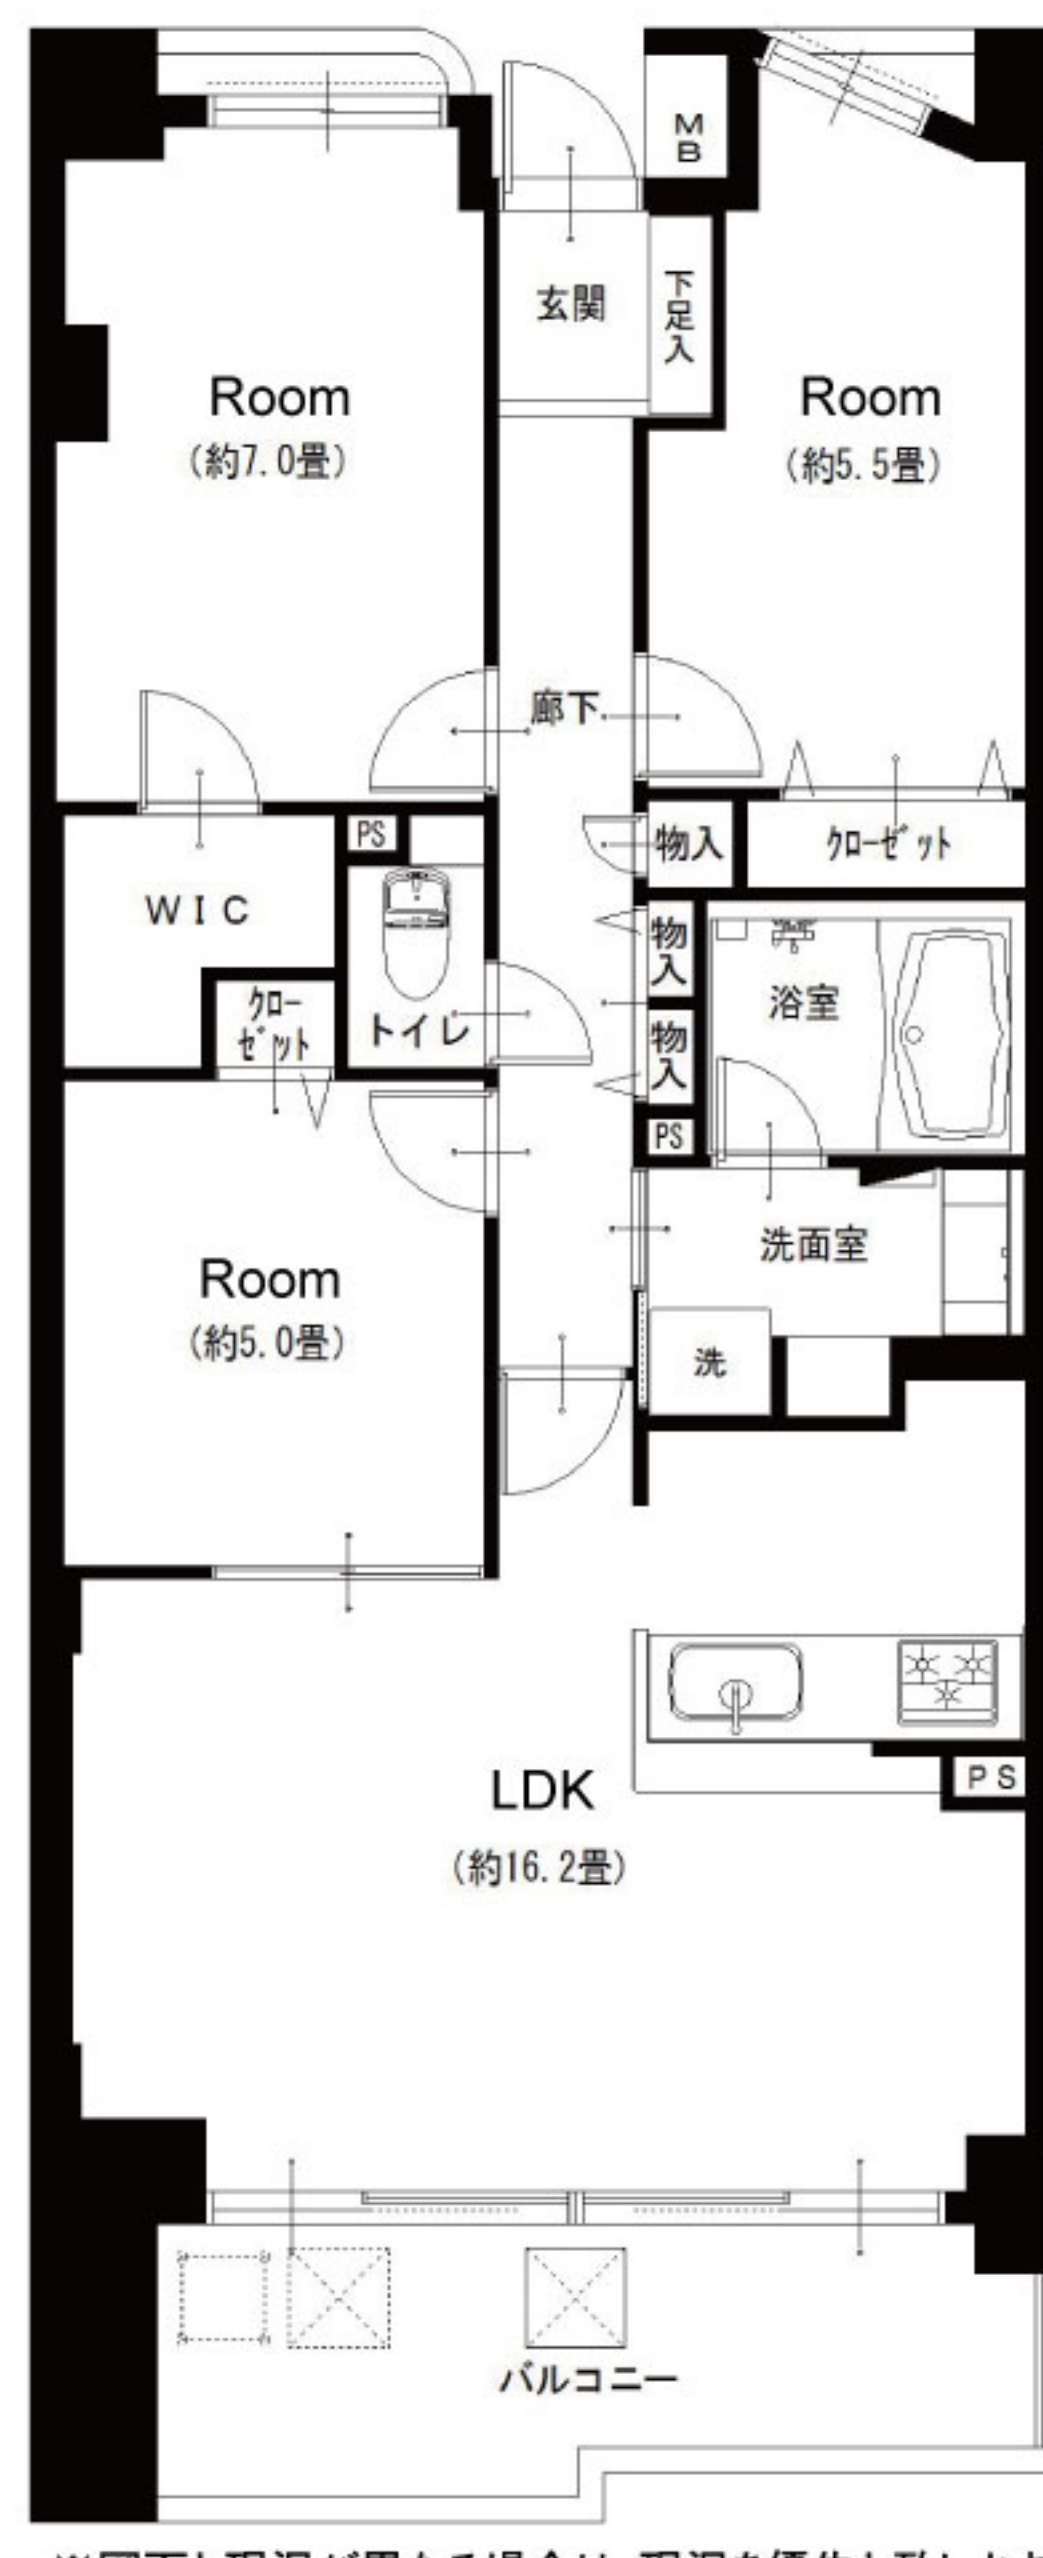 MB
玄関
下足入
Room
(約7.0畳)
Room
(約5.5畳)
廊下
物入
クローゼット
PS
WIC
物入
クローゼット
トイレ
浴室
物入
PS
洗面室
Room
(約5.0畳)
洗
LDK
(約16.2畳)
PS
バルコニー